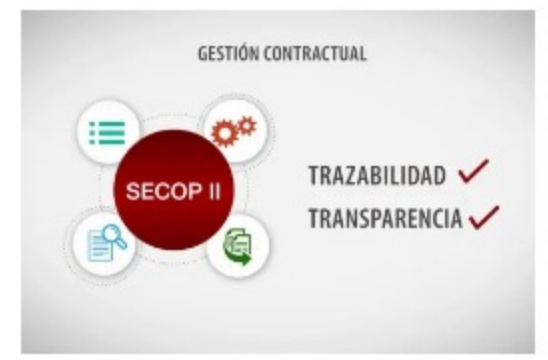 GESTIÓN CONTRACTUAL
SECOP II
TRAZABILIDAD
TRANSPARENCIA